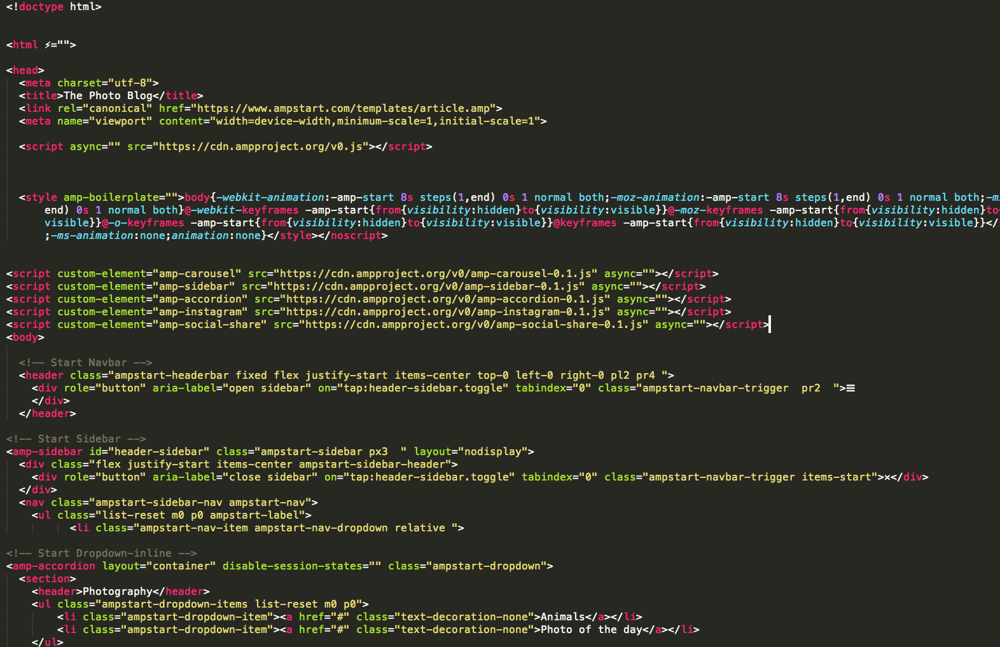 <!doctype html>
<html ⚡="">
<head>
<meta charset="utf-8">
<title>The Photo Blog</title>
<link rel="canonical" href="https://www.ampstart.com/templates/article.amp">
<meta name="viewport" content="width=device-width,minimum-scale=1,initial-scale=1">
<script async="" src="https://cdn.ampproject.org/v0.js"></script>
<style amp-boilerplate="">body{-webkit-animation:-amp-start 8s steps(1,end) 0s 1 normal both;-moz-animation:-amp-start 8s steps(1,end) 0s 1 normal both;-ms
end) 0s 1 normal both}@-webkit-keyframes -amp-start{from{visibility:hidden}to{visibility:visible}}@-moz-keyframes -amp-start{from{visibility:hidden}to
visible}}@-o-keyframes -amp-start{from{visibility:hidden}to{visibility:visible}}@keyframes -amp-start{from{visibility:hidden}to{visibility:visible}}</
;-ms-animation:none;animation:none}</style></noscript>
<script custom-element="amp-carousel" src="https://cdn.ampproject.org/v0/amp-carousel-0.1.js" async=""></script>
<script custom-element="amp-sidebar" src="https://cdn.ampproject.org/v0/amp-sidebar-0.1.js" async=""></script>
<script custom-element="amp-accordion" src="https://cdn.ampproject.org/v0/amp-accordion-0.1.js" async=""></script>
<script custom-element="amp-instagram" src="https://cdn.ampproject.org/v0/amp-instagram-0.1.js" async=""></script>
<script custom-element="amp-social-share" src="https://cdn.ampproject.org/v0/amp-social-share-0.1.js" async=""></script>
<body>
<!-- Start Navbar -->
<header class="ampstart-headerbar fixed flex justify-start items-center top-0 left-0 right-0 pl2 pr4 ">
<div role="button" aria-label="open sidebar" on="tap:header-sidebar.toggle" tabindex="0" class="ampstart-navbar-trigger  pr2  ">☰
</div>
</header>
<!-- Start Sidebar -->
<amp-sidebar id="header-sidebar" class="ampstart-sidebar px3  " layout="nodisplay">
<div class="flex justify-start items-center ampstart-sidebar-header">
<div role="button" aria-label="close sidebar" on="tap:header-sidebar.toggle" tabindex="0" class="ampstart-navbar-trigger items-start">✕</div>
</div>
<nav class="ampstart-sidebar-nav ampstart-nav">
<ul class="list-reset m0 p0 ampstart-label">
<li class="ampstart-nav-item ampstart-nav-dropdown relative ">
<!-- Start Dropdown-inline -->
<amp-accordion layout="container" disable-session-states="" class="ampstart-dropdown">
<section>
<header>Photography</header>
<ul class="ampstart-dropdown-items list-reset m0 p0">
<li class="ampstart-dropdown-item"><a href="#" class="text-decoration-none">Animals</a></li>
<li class="ampstart-dropdown-item"><a href="#" class="text-decoration-none">Photo of the day</a></li>
</ul>